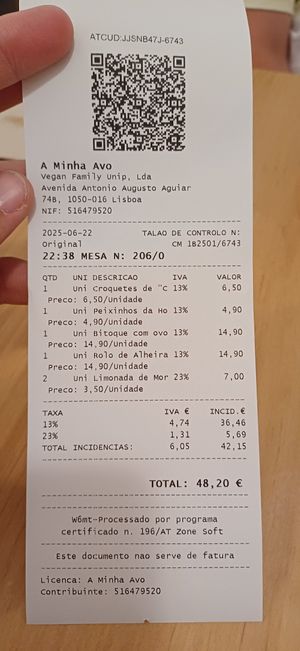 ATCUD:JJSNB47J-6743
A Minha Avo
Vegan Family Unip, Lda
Avenida Antonio Augusto Aguiar
74B, 1050-016 Lisboa
NIF: 516479520
2025-06-22 TALAO DE CONTROLO N:
Original CM 1B2501/6743
22:38 MESA N: 206/0
QTD UNI DESCRICAO IVA VALOR
1 Uni Croquetes de "C 13% 6,50
Preco: 6,50/Unidade
1 Uni Peixinhos da Ho 13% 4,90
Preco: 4,90/Unidade
1 Uni Bitoque com ovo 13% 14,90
Preco: 14,90/Unidade
1 Uni Rolo de Alheira 13% 14,90
Preco: 14,90/Unidade
2 Uni Limonada de Mor 23% 7,00
Preco: 3,50/Unidade
TAXA IVA € INCID.€
13% 4,74 36,46
23% 1,31 5,69
TOTAL INCIDENCIAS: 6,05 42,15
TOTAL: 48,20 €
W6mt-Processado por programa
certificado n. 196/AT Zone Soft
Este documento nao serve de fatura
Licenca: A Minha Avo
Contribuinte: 516479520